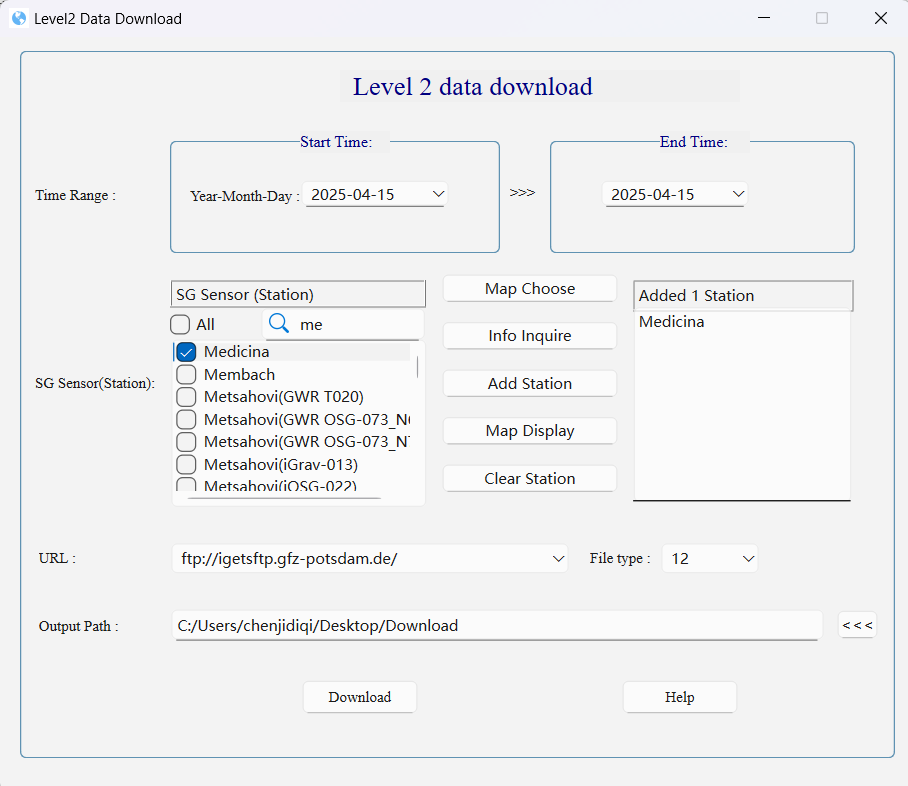 Level2 Data Download
Level 2 data download
Start Time:
End Time:
Time Range :
Year-Month-Day :
2025-04-15
>>>
2025-04-15
SG Sensor(Station):
SG Sensor (Station)
All
me
Medicina
Membach
Metsahovi(GWR T020)
Metsahovi(GWR OSG-073_N
Metsahovi(GWR OSG-073_N
Metsahovi(iGrav-013)
Metsahovi(iOSG-022)
Map Choose
Info Inquire
Add Station
Map Display
Clear Station
Added 1 Station
Medicina
URL :
ftp://igetsftp.gfz-potsdam.de/
File type :
12
Output Path :
C:/Users/chenjidiqi/Desktop/Download
<<<
Download
Help